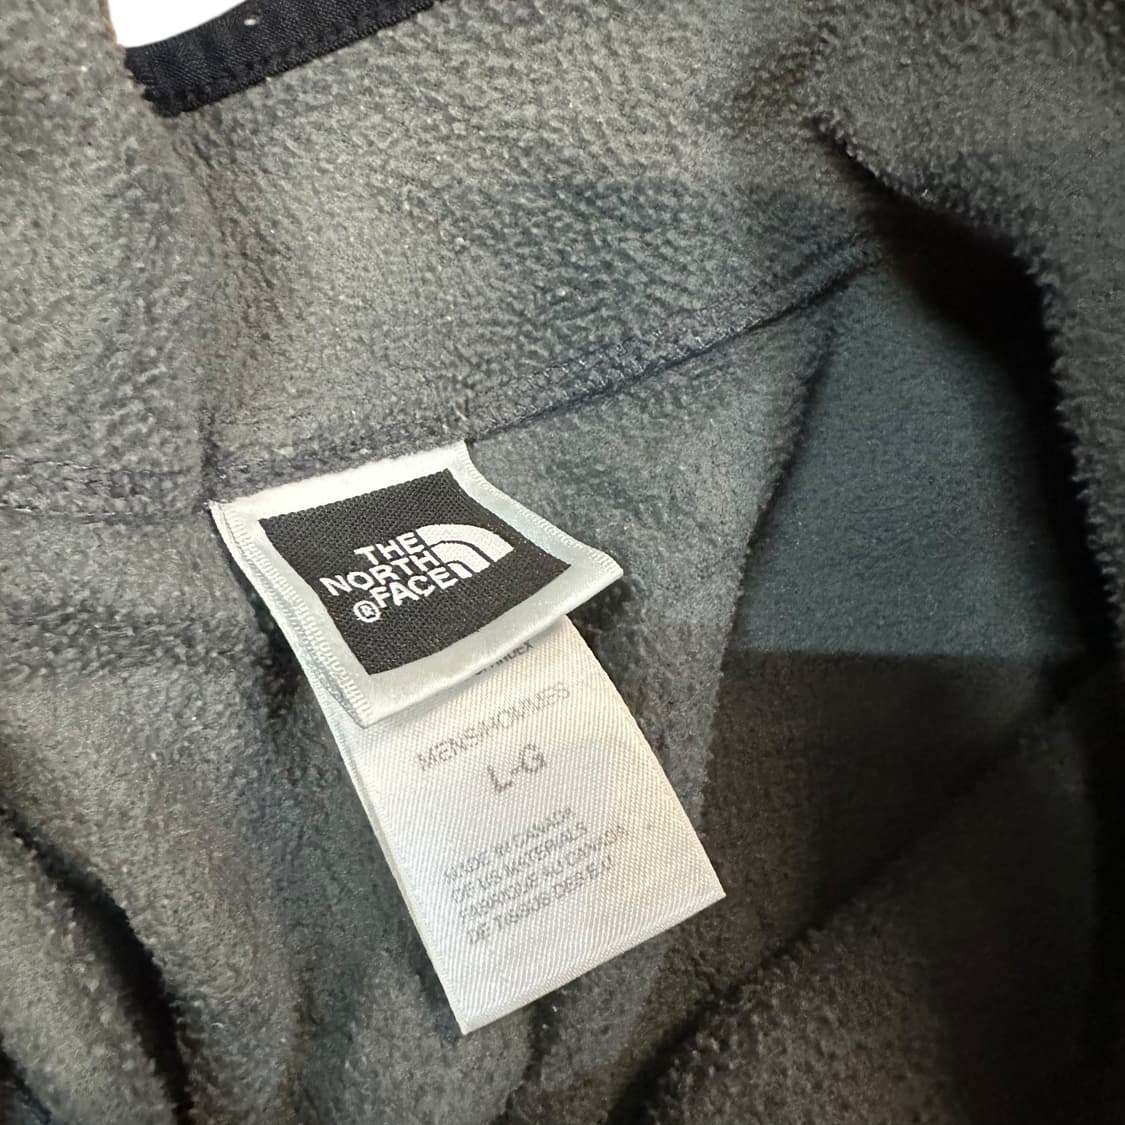 THE
NORTH
®FACE
MENS/HOMMES
L-G
MADE IN CANADA
OF US MATERIALS
FABRIQUÉ AU CANADA
DE TISSUS DES E.U